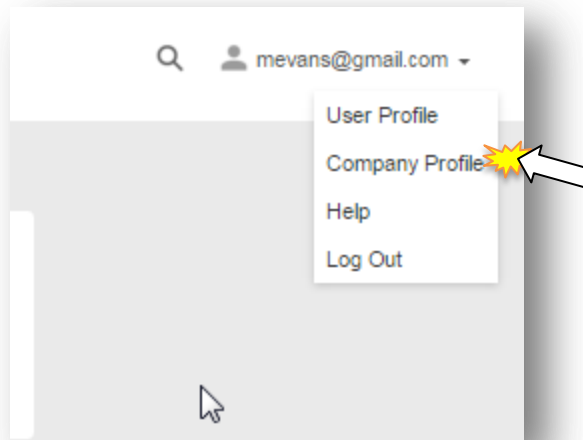 mevans@gmail.com
User Profile
Company Profile
Help
Log Out